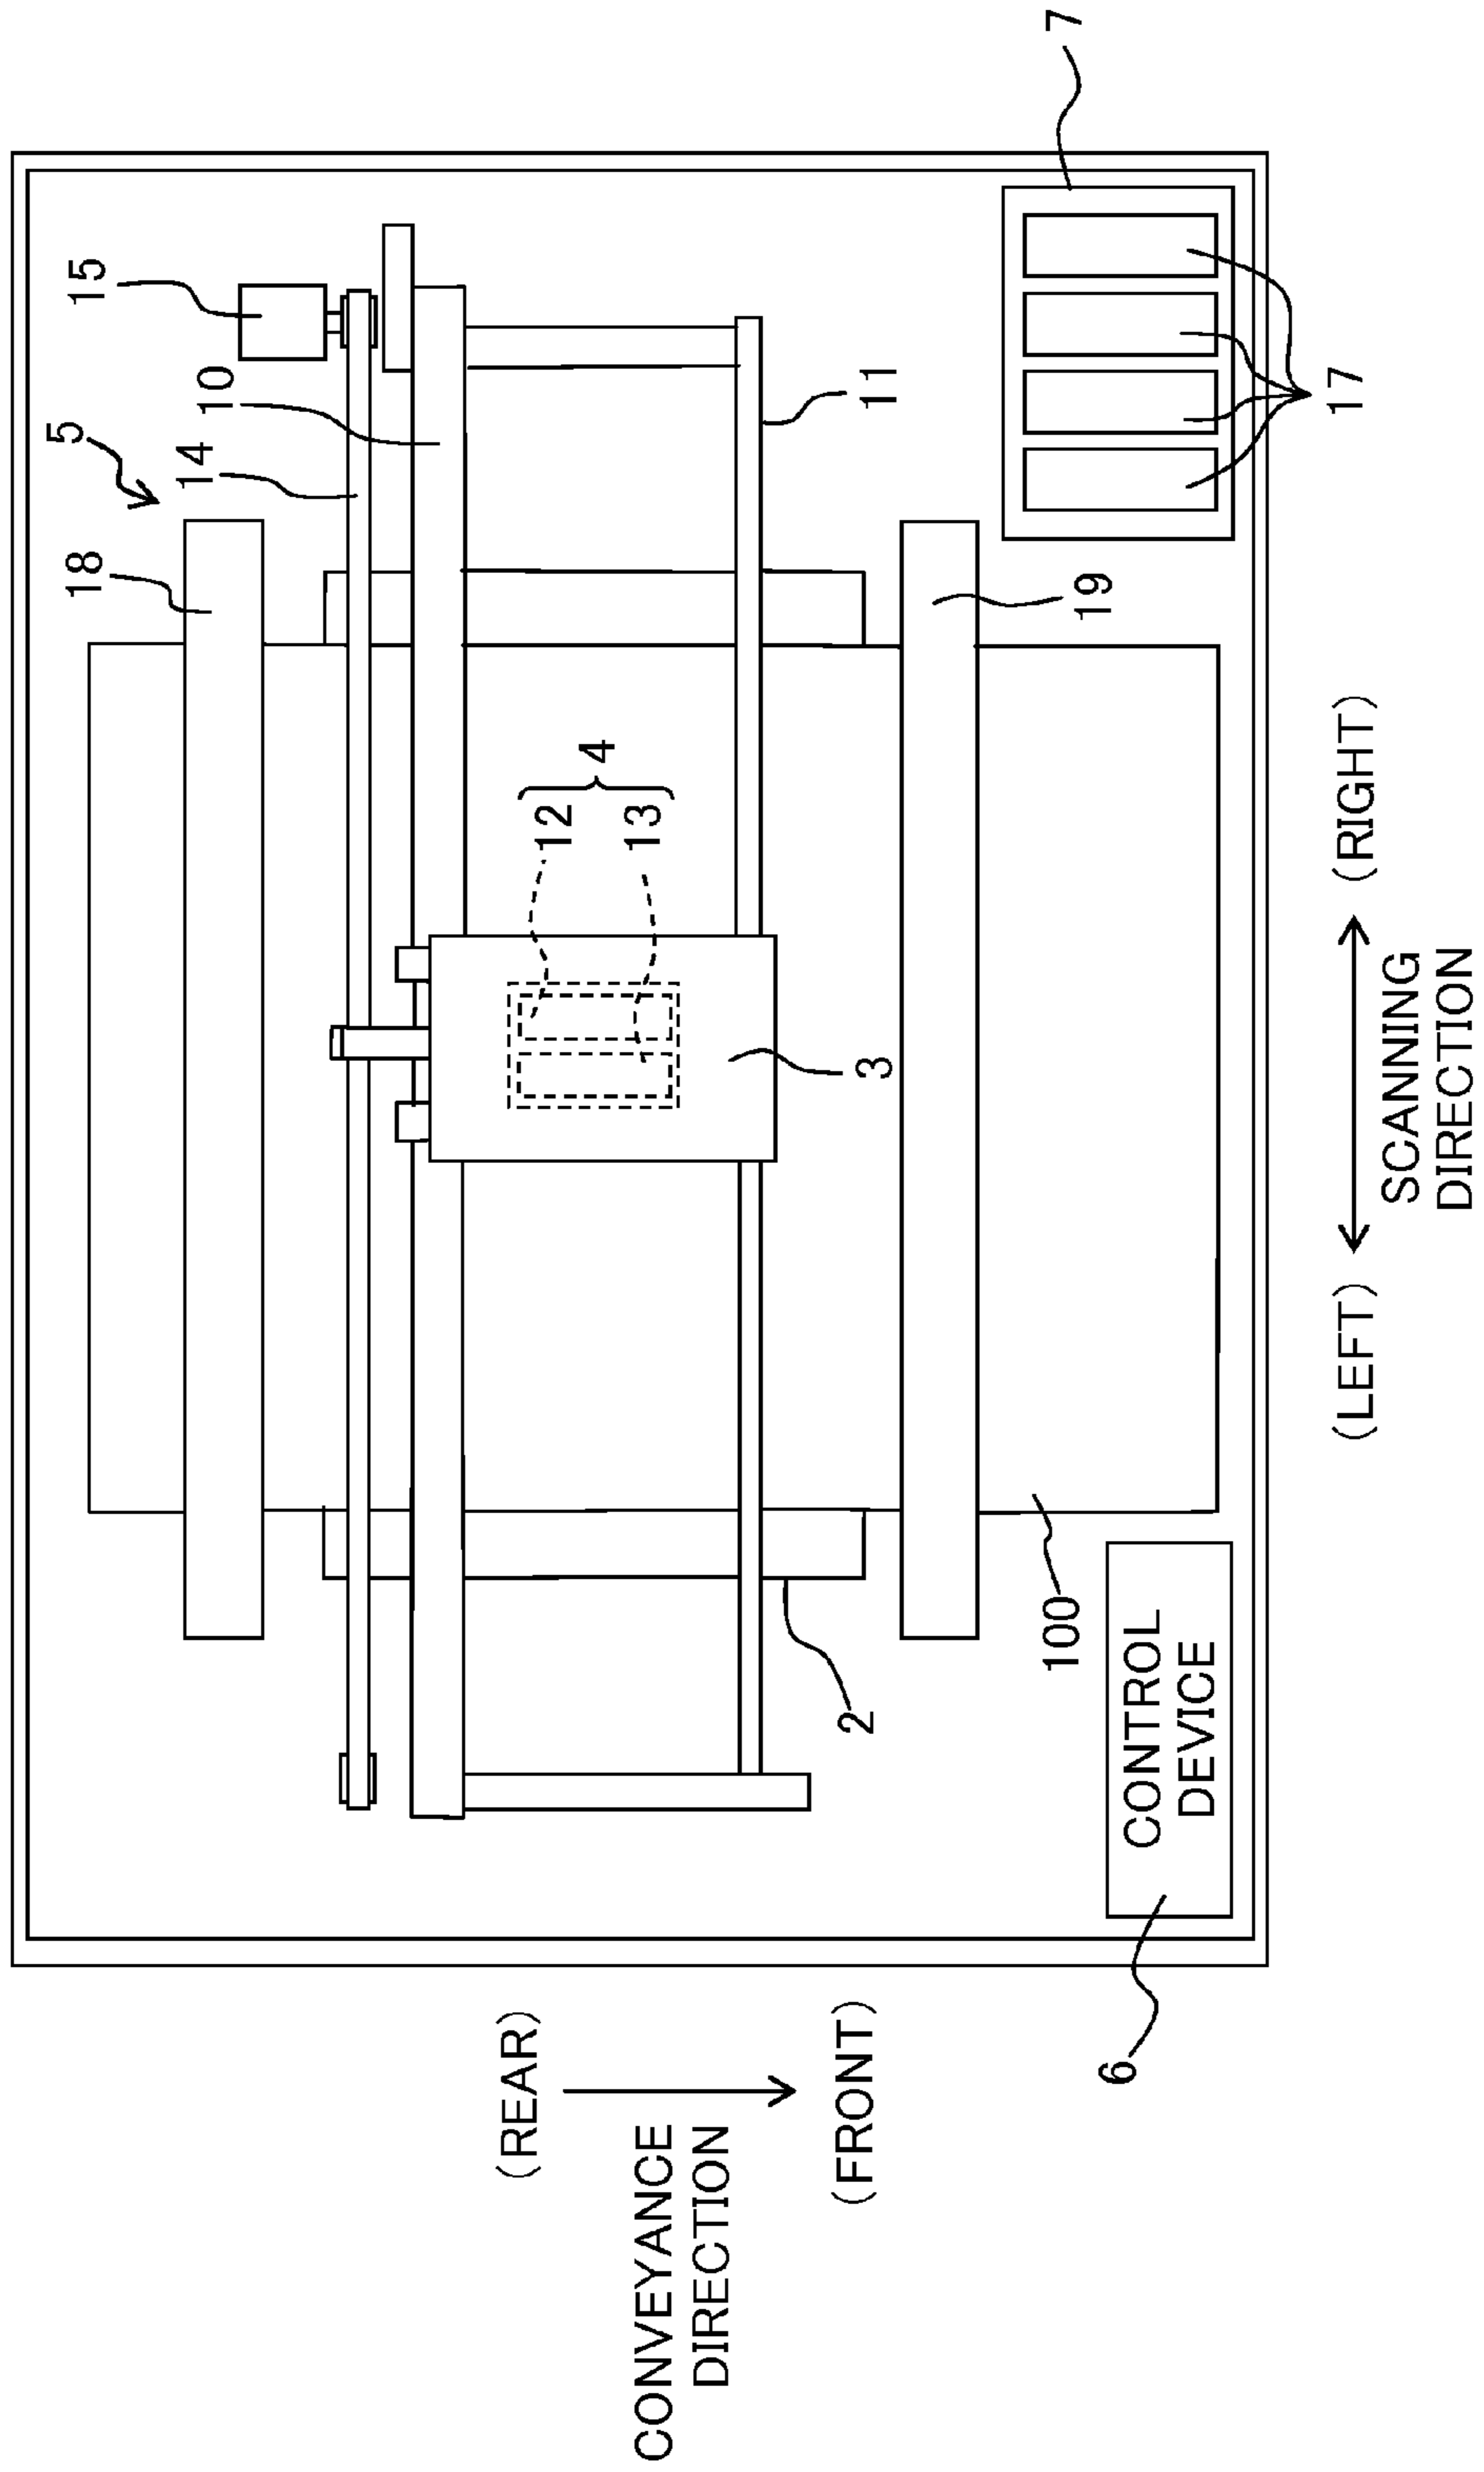 5
15
7
18
14
10
11
12
13
4
19
17
3
2
100
CONTROL
DEVICE
6
(REAR)
CONVEYANCE
DIRECTION
(FRONT)
(LEFT)
(RIGHT)
SCANNING
DIRECTION